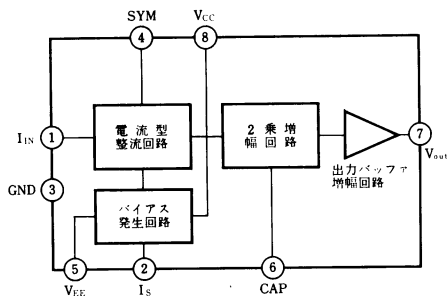 SYM
VCC
4
8
IIN
1
電流型
整流回路
2乗増
幅回路
7
Vout
出力バッファ
増幅回路
GND
3
バイアス
発生回路
5
2
6
VEE
IS
CAP